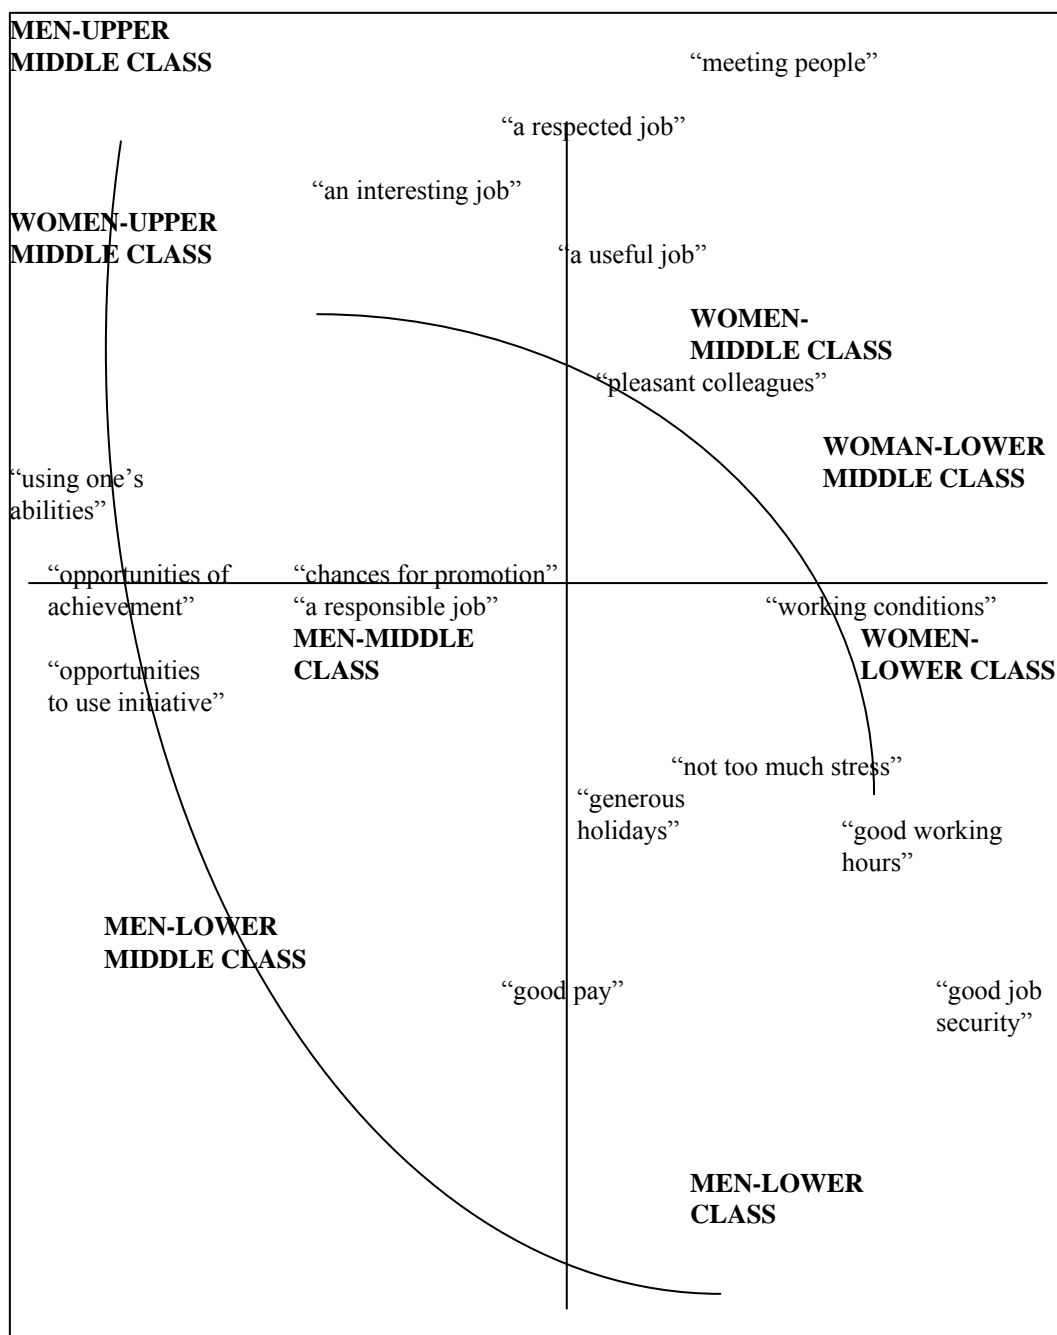 MEN-UPPER
MIDDLE CLASS
“meeting people”
“a respected job”
“an interesting job”
WOMEN-UPPER
MIDDLE CLASS
“a useful job”
WOMEN-
MIDDLE CLASS
“pleasant colleagues”
WOMAN-LOWER
MIDDLE CLASS
“using one’s
abilities”
“opportunities of
achievement”
“chances for promotion”
“a responsible job”
MEN-MIDDLE
CLASS
“working conditions”
WOMEN-
LOWER CLASS
“opportunities
to use initiative”
“not too much stress”
“generous
holidays”
“good working
hours”
MEN-LOWER
MIDDLE CLASS
“good pay”
“good job
security”
MEN-LOWER
CLASS